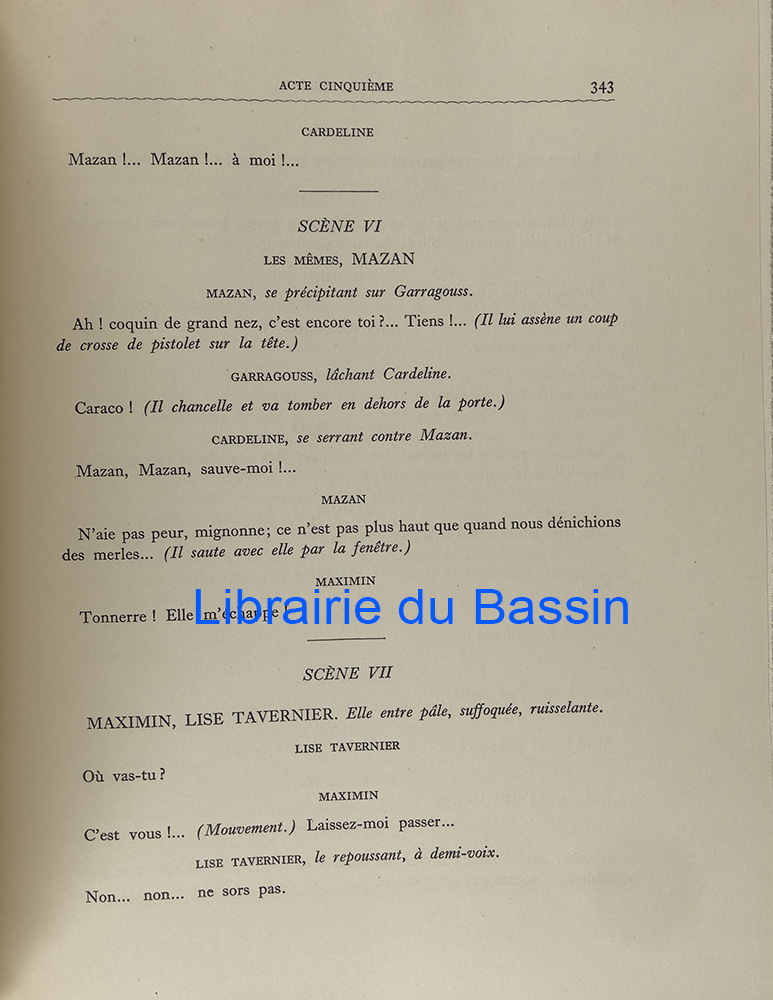 ACTE CINQUIÈME 343
CARDELINE
Mazan !... Mazan !... à moi !...
SCÈNE VI
LES MÊMES, MAZAN
MAZAN, se précipitant sur Garragouss.
Ah ! coquin de grand nez, c'est encore toi ?... Tiens !... (Il lui assène un coup
de crosse de pistolet sur la tête.)
GARRAGOUSS, lâchant Cardeline.
Caraco ! (Il chancelle et va tomber en dehors de la porte.)
CARDELINE, se serrant contre Mazan.
Mazan, Mazan, sauve-moi !...
MAZAN
N'aie pas peur, mignonne; ce n'est pas plus haut que quand nous dénichions
des merles... (Il saute avec elle par la fenêtre.)
MAXIMIN
Tonnerre ! Elle m'échappe !
Librairie du Bassin
SCÈNE VII
MAXIMIN, LISE TAVERNIER. Elle entre pâle, suffoquée, ruisselante.
LISE TAVERNIER
Où vas-tu ?
MAXIMIN
C'est vous !... (Mouvement.) Laissez-moi passer...
LISE TAVERNIER, le repoussant, à demi-voix.
Non... non... ne sors pas.